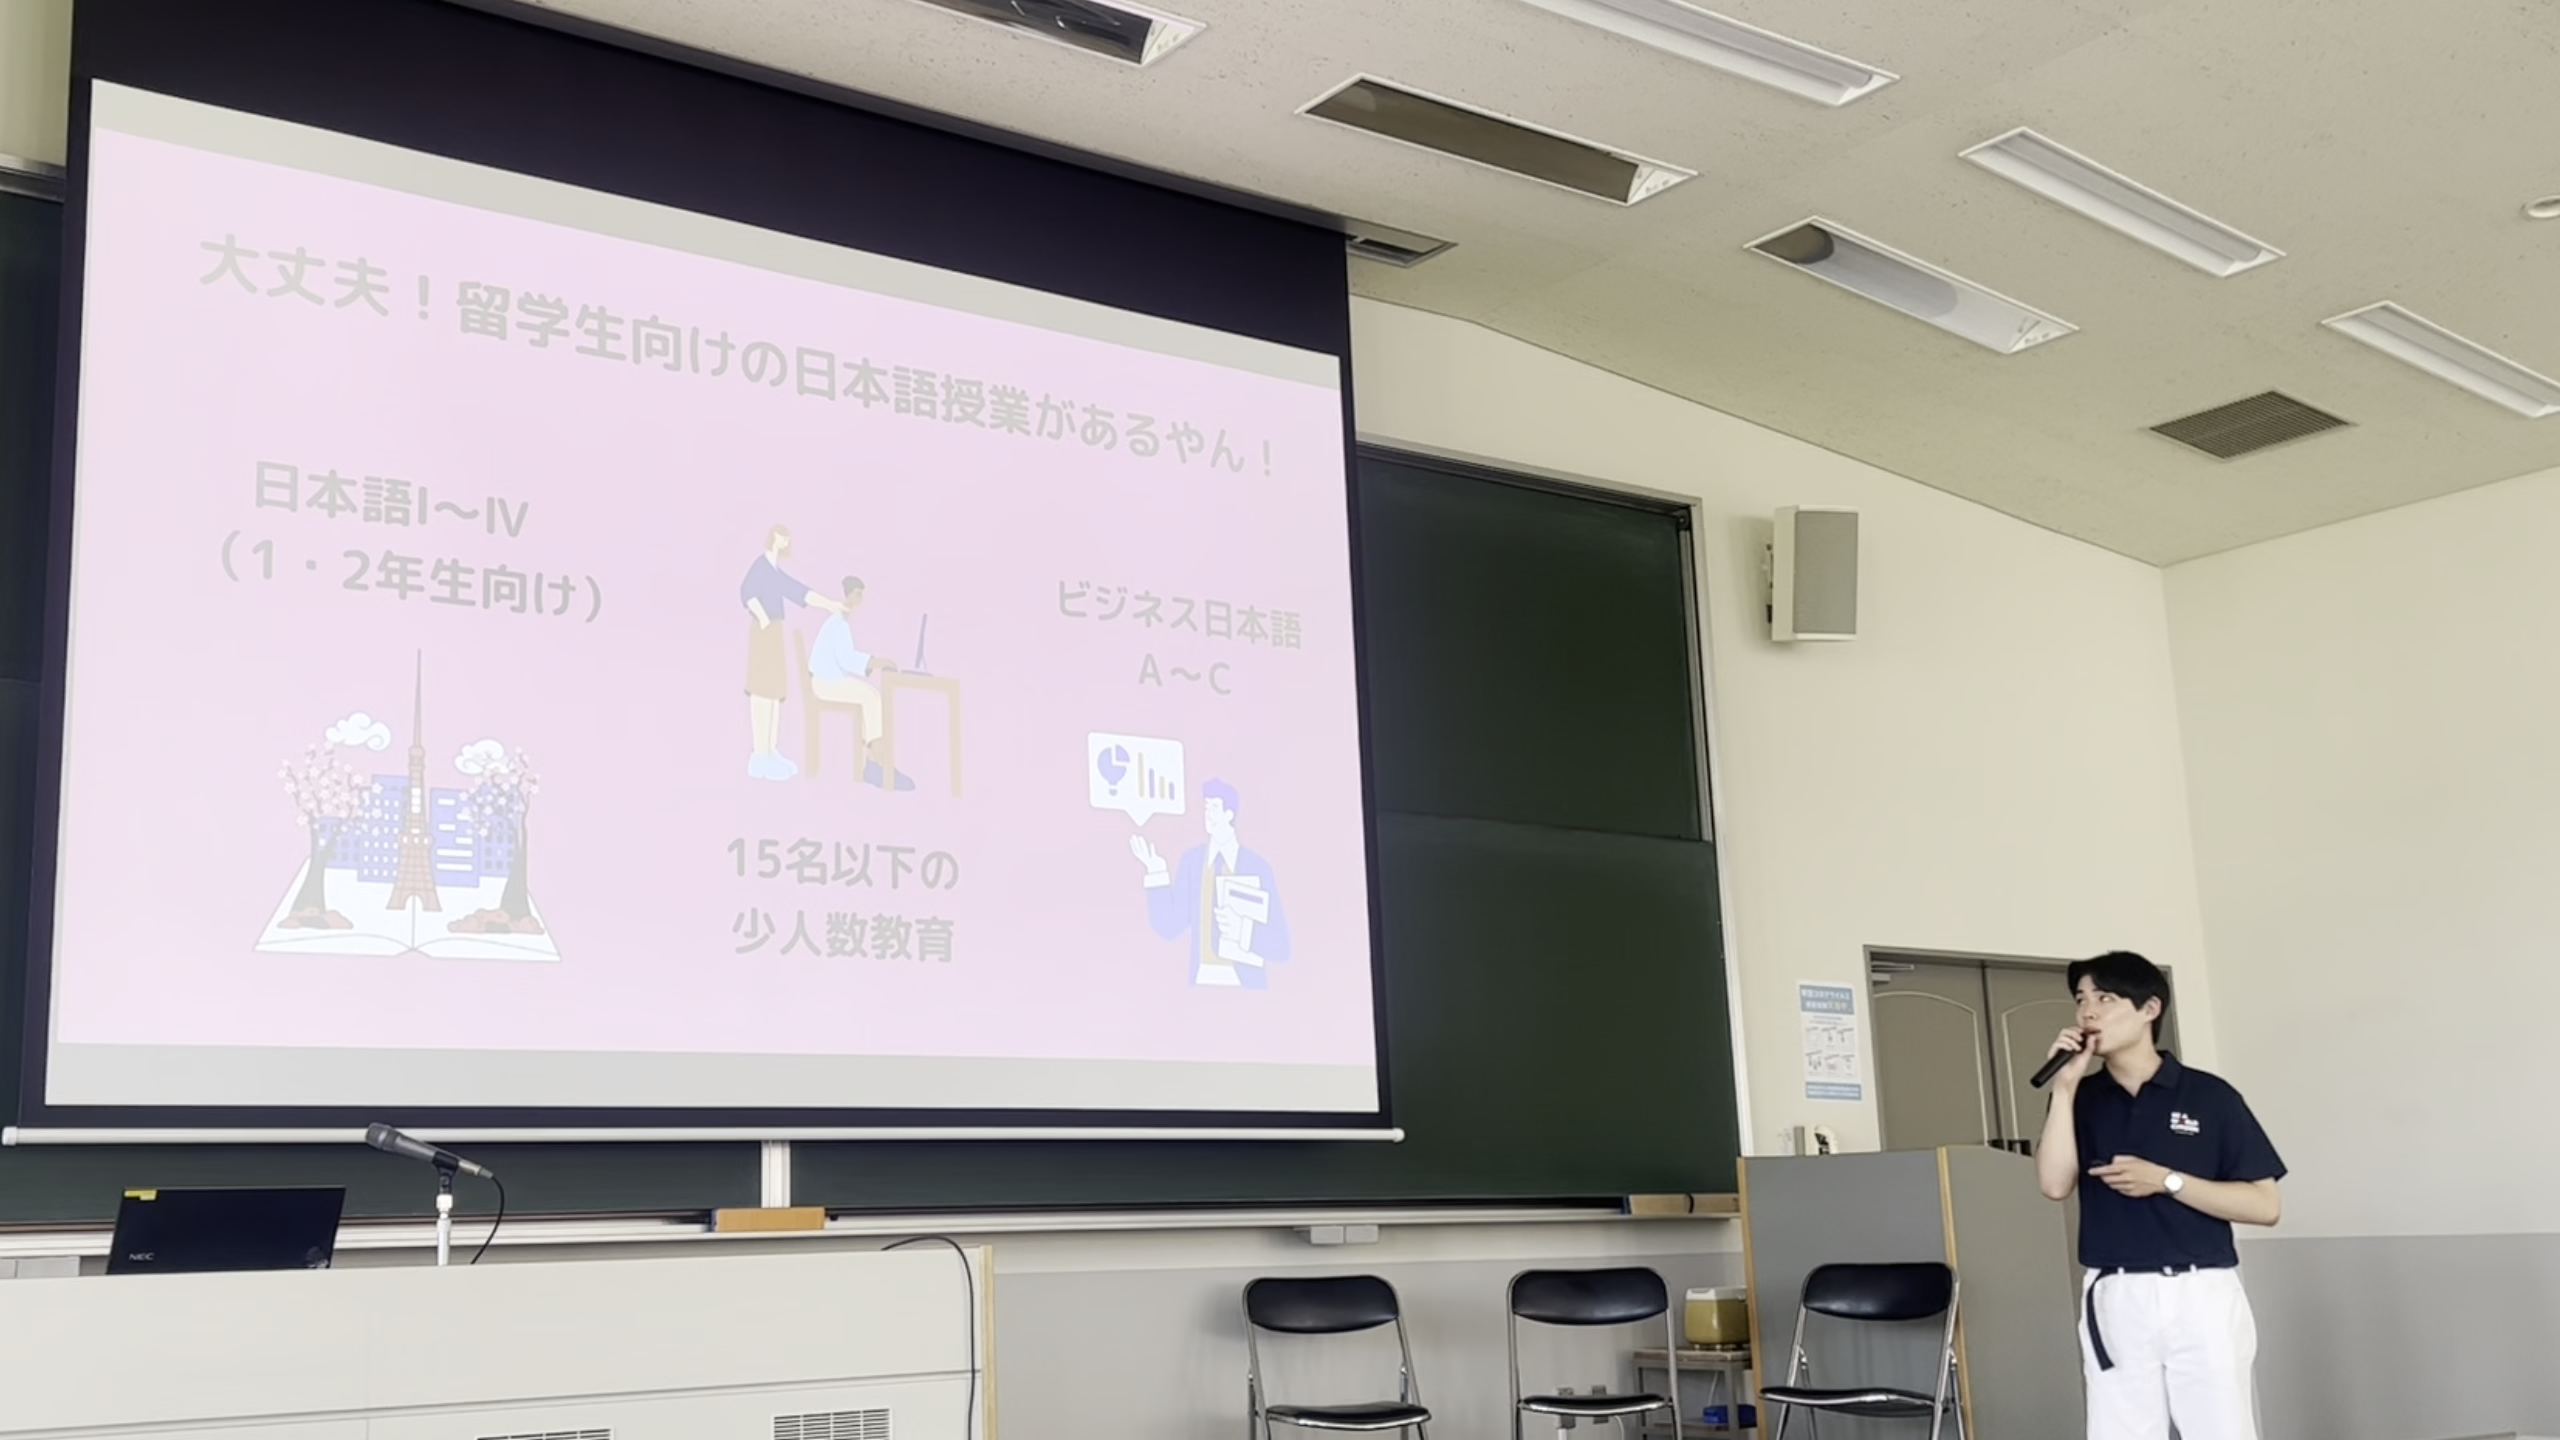 大丈夫！留学生向けの日本語授業があるやん！
日本語Ⅰ～Ⅳ
（1・2年生向け）
15名以下の
少人数教育
ビジネス日本語
A～C
NEC